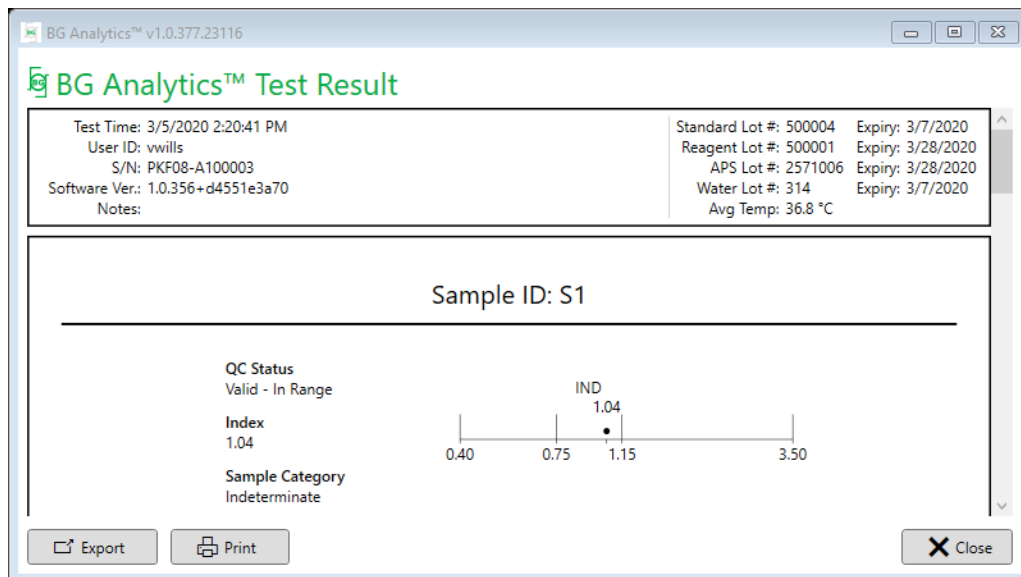 BG Analytics™ v1.0.377.23116
BG Analytics™ Test Result
Test Time: 3/5/2020 2:20:41 PM
User ID: vwills
S/N: PKF08-A100003
Software Ver.: 1.0.356+d4551e3a70
Notes:
Standard Lot #: 500004 Expiry: 3/7/2020
Reagent Lot #: 500001 Expiry: 3/28/2020
APS Lot #: 2571006 Expiry: 3/28/2020
Water Lot #: 314 Expiry: 3/7/2020
Avg Temp: 36.8 °C
Sample ID: S1
QC Status
Valid - In Range
Index
1.04
Sample Category
Indeterminate
IND
1.04
0.40 0.75 1.15 3.50
Export Print Close